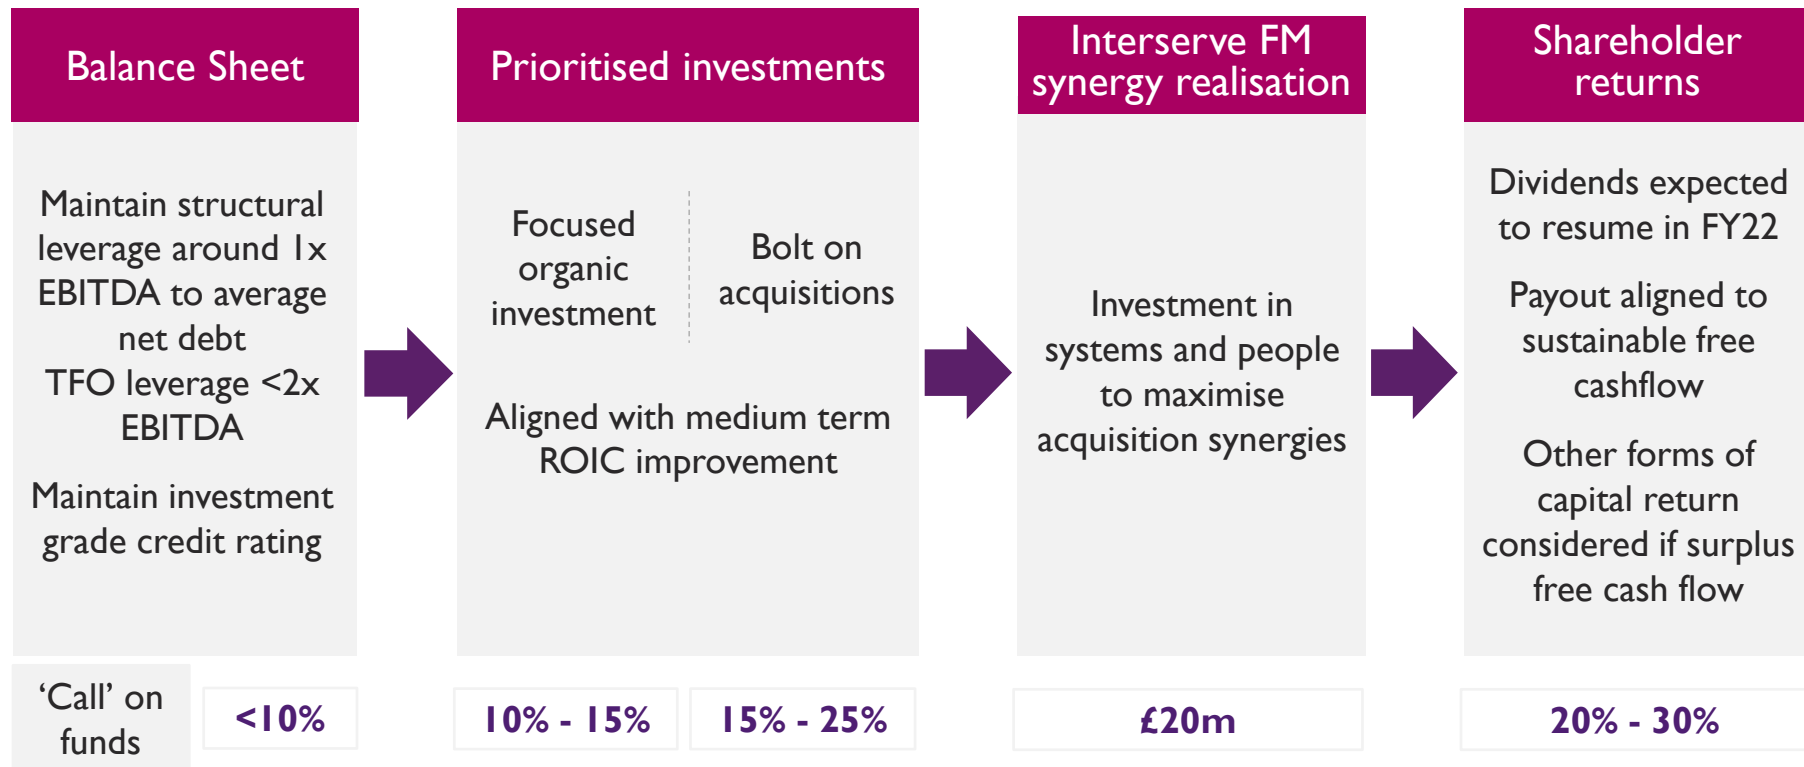 Balance Sheet
Maintain structural
leverage around 1x
EBITDA to average
net debt
TFO leverage <2x
EBITDA
Maintain investment
grade credit rating
Prioritised investments
Focused
organic
investment
Bolt on
acquisitions
Aligned with medium term
ROIC improvement
Interserve FM
synergy realisation
Investment in
systems and people
to maximise
acquisition synergies
Shareholder
returns
Dividends expected
to resume in FY22
Payout aligned to
sustainable free
cashflow
Other forms of
capital return
considered if surplus
free cash flow
‘Call’ on
funds
<10%
10% - 15%
15% - 25%
£20m
20% - 30%